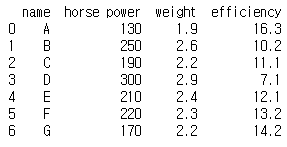 name horse power weight efficiency
0 A 130 1.9 16.3
1 B 250 2.6 10.2
2 C 190 2.2 11.1
3 D 300 2.9 7.1
4 E 210 2.4 12.1
5 F 220 2.3 13.2
6 G 170 2.2 14.2